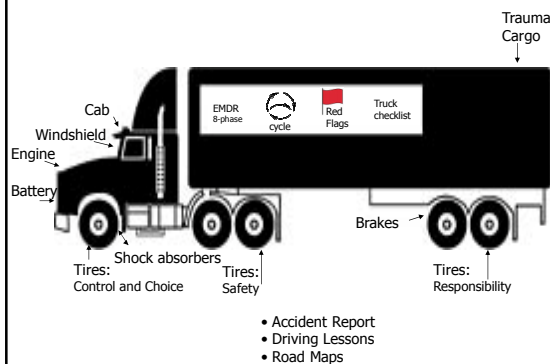 Trauma
Cargo
EMDR
8-phase
cycle
Red
Flags
Truck
checklist
Cab
Windshield
Engine
Battery
Brakes
Shock absorbers
Tires:
Control and Choice
Tires:
Safety
Tires:
Responsibility
• Accident Report
• Driving Lessons
• Road Maps